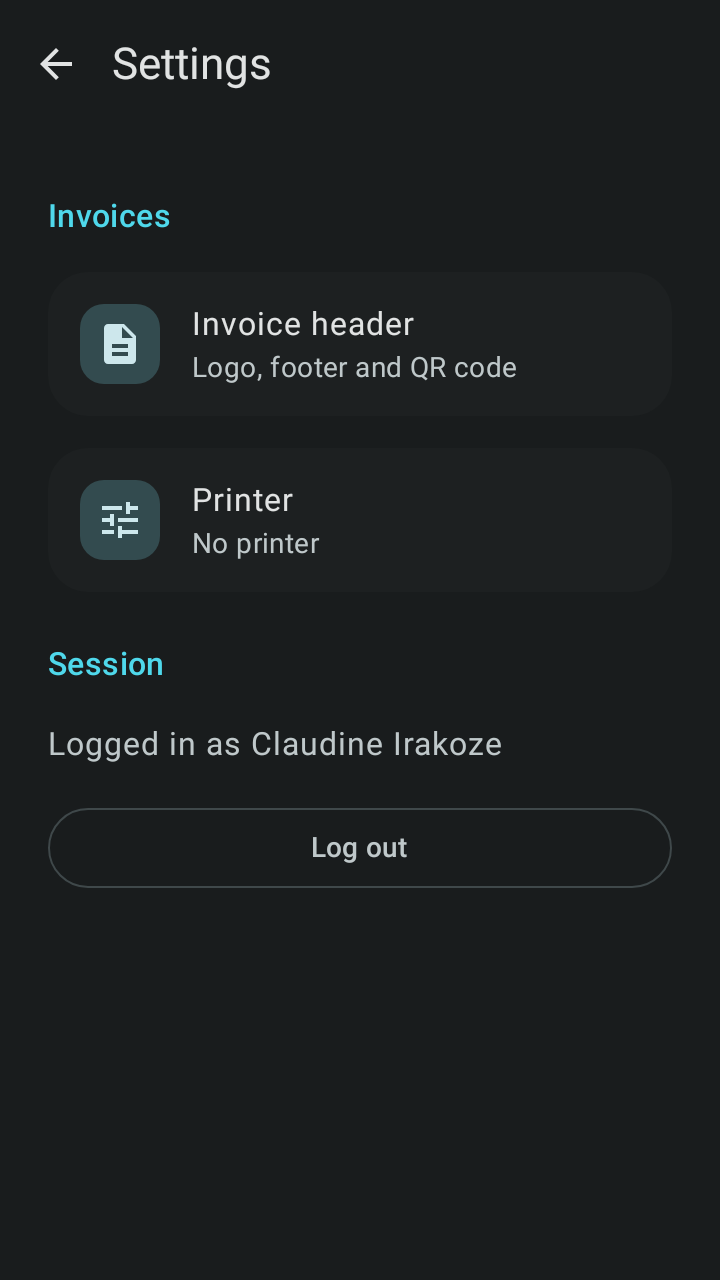 Settings
Invoices
Invoice header
Logo, footer and QR code
Printer
No printer
Session
Logged in as Claudine Irakoze
Log out